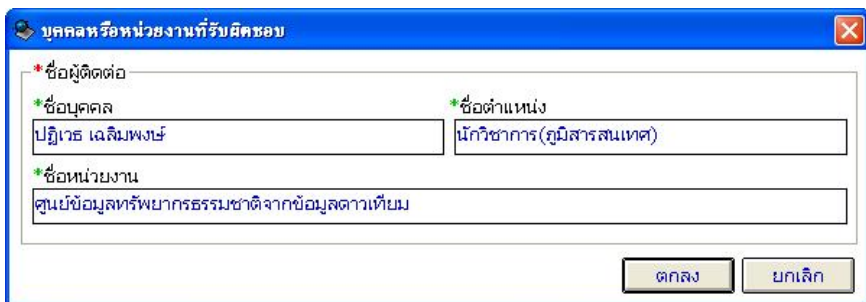 บุคคลหรือหน่วยงานที่รับผิดชอบ
*ชื่อผู้ติดต่อ
*ชื่อบุคคล *ชื่อตำแหน่ง
ปฏิเวธ เฉลิมพงษ์ นักวิชาการ(ภูมิสารสนเทศ)
*ชื่อหน่วยงาน
ศูนย์ข้อมูลทรัพยากรธรรมชาติจากข้อมูลดาวเทียม
ตกลง ยกเลิก